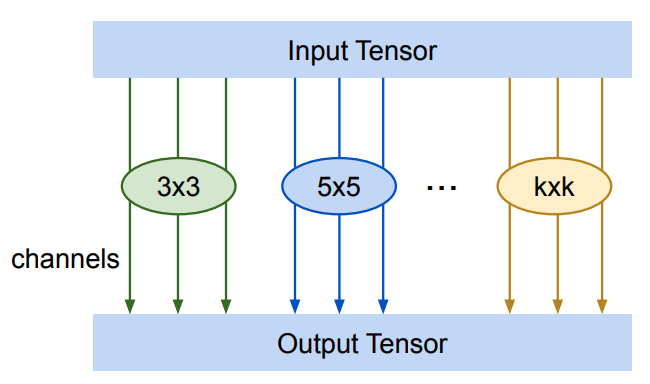 Input Tensor
3x3
5x5
...
kxk
channels
Output Tensor